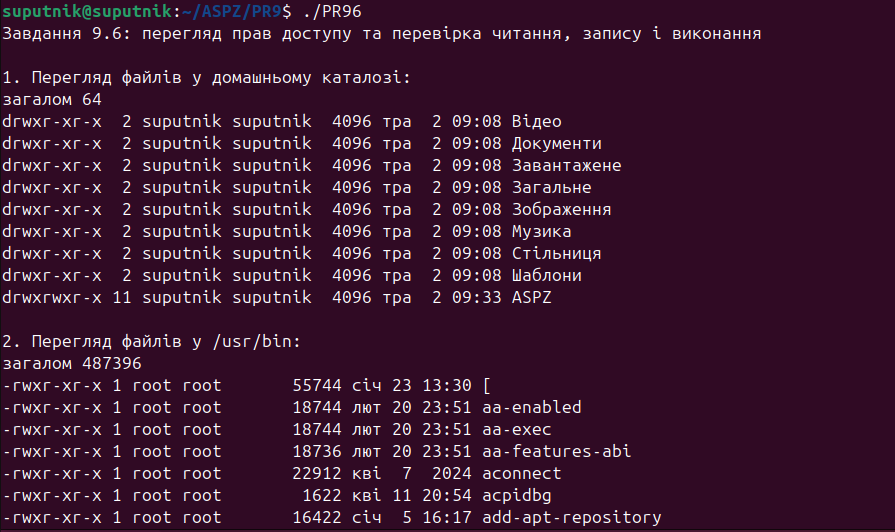 suputnik@suputnik:~/ASPZ/PR9$ ./PR96
Завдання 9.6: перегляд прав доступу та перевірка читання, запису і виконання
1. Перегляд файлів у домашньому каталозі:
загалом 64
drwxr-xr-x  2 suputnik suputnik  4096 тра  2 09:08 Відео
drwxr-xr-x  2 suputnik suputnik  4096 тра  2 09:08 Документи
drwxr-xr-x  2 suputnik suputnik  4096 тра  2 09:08 Завантажене
drwxr-xr-x  2 suputnik suputnik  4096 тра  2 09:08 Загальне
drwxr-xr-x  2 suputnik suputnik  4096 тра  2 09:08 Зображення
drwxr-xr-x  2 suputnik suputnik  4096 тра  2 09:08 Музика
drwxr-xr-x  2 suputnik suputnik  4096 тра  2 09:08 Стільниця
drwxr-xr-x  2 suputnik suputnik  4096 тра  2 09:08 Шаблони
drwxrwxr-x 11 suputnik suputnik  4096 тра  2 09:33 ASPZ
2. Перегляд файлів у /usr/bin:
загалом 487396
-rwxr-xr-x 1 root root       55744 січ 23 13:30 [
-rwxr-xr-x 1 root root       18744 лют 20 23:51 aa-enabled
-rwxr-xr-x 1 root root       18744 лют 20 23:51 aa-exec
-rwxr-xr-x 1 root root       18736 лют 20 23:51 aa-features-abi
-rwxr-xr-x 1 root root       22912 кві  7  2024 aconnect
-rwxr-xr-x 1 root root        1622 кві 11 20:54 acpidbg
-rwxr-xr-x 1 root root       16422 січ  5 16:17 add-apt-repository